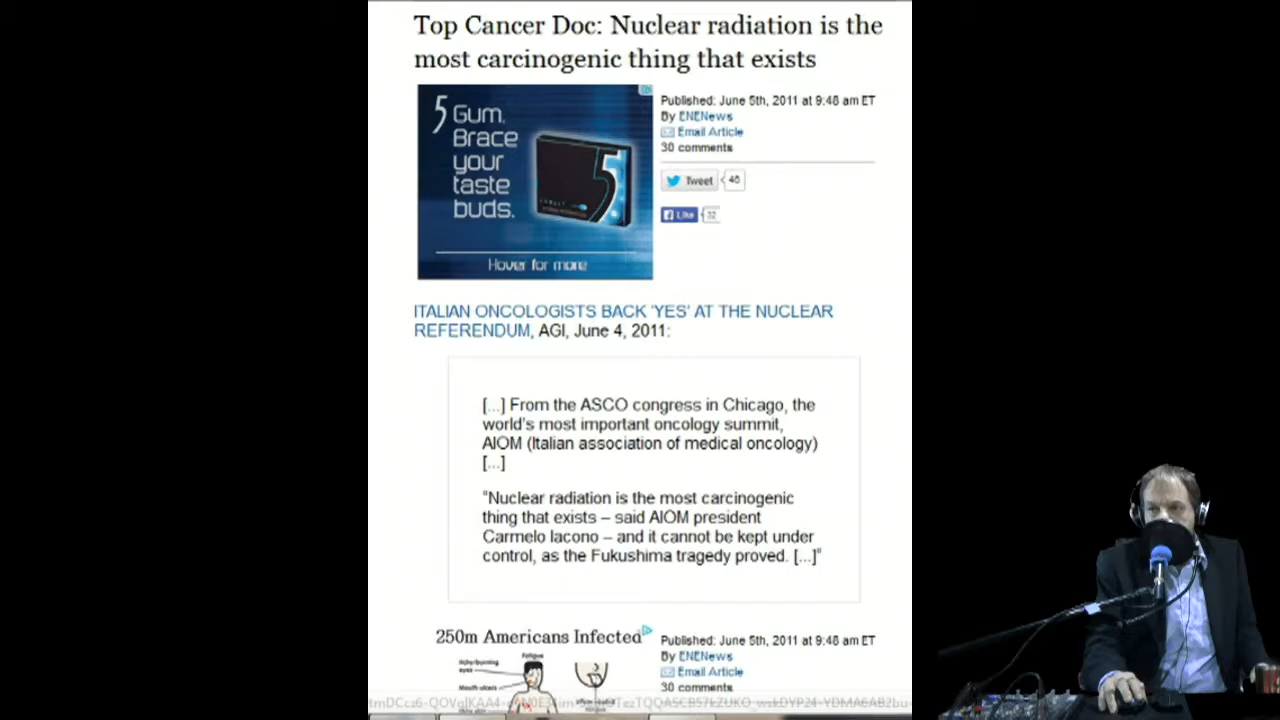 Top Cancer Doc: Nuclear radiation is the
most carcinogenic thing that exists
5 Gum.
Brace
your
taste
buds.
5
Hover for more
Published: June 5th, 2011 at 9:48 am ET
By ENENews
Email Article
30 comments
Tweet
Like
ITALIAN ONCOLOGISTS BACK 'YES' AT THE NUCLEAR
REFERENDUM, AGI, June 4, 2011:
[...] From the ASCO congress in Chicago, the
world's most important oncology summit,
AIOM (Italian association of medical oncology)
[...]
“Nuclear radiation is the most carcinogenic
thing that exists – said AIOM president
Carmelo Iacono – and it cannot be kept under
control, as the Fukushima tragedy proved. [...]”
250m Americans Infected
Fatigue
Mouth ulcers
Published: June 5th, 2011 at 9:48 am ET
By ENENews
Email Article
30 comments